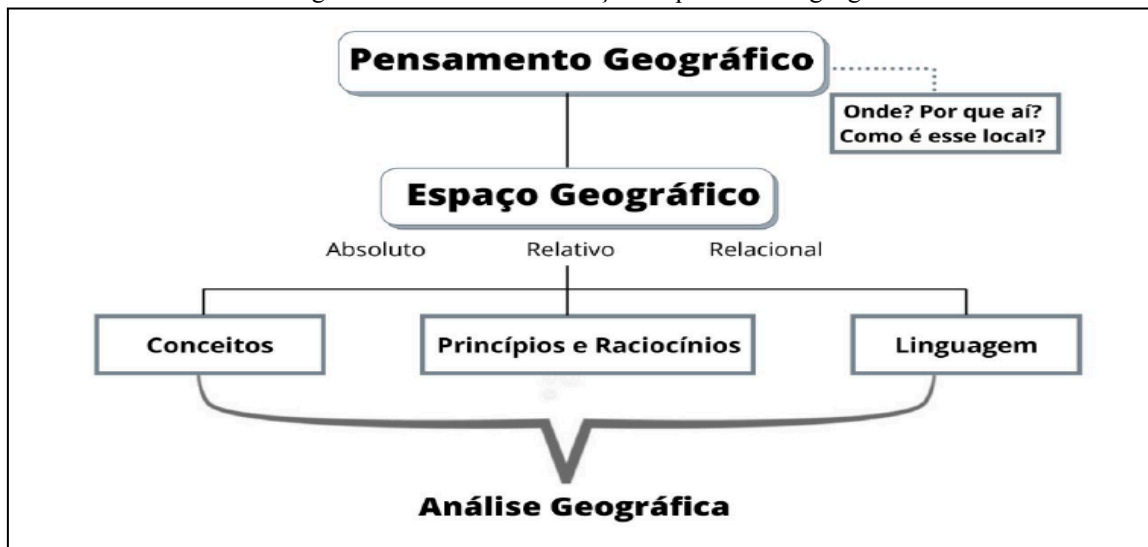 Pensamento Geográfico
Onde? Por que aí?
Como é esse local?
Espaço Geográfico
Absoluto Relativo Relacional
Conceitos Princípios e Raciocínios Linguagem
Análise Geográfica